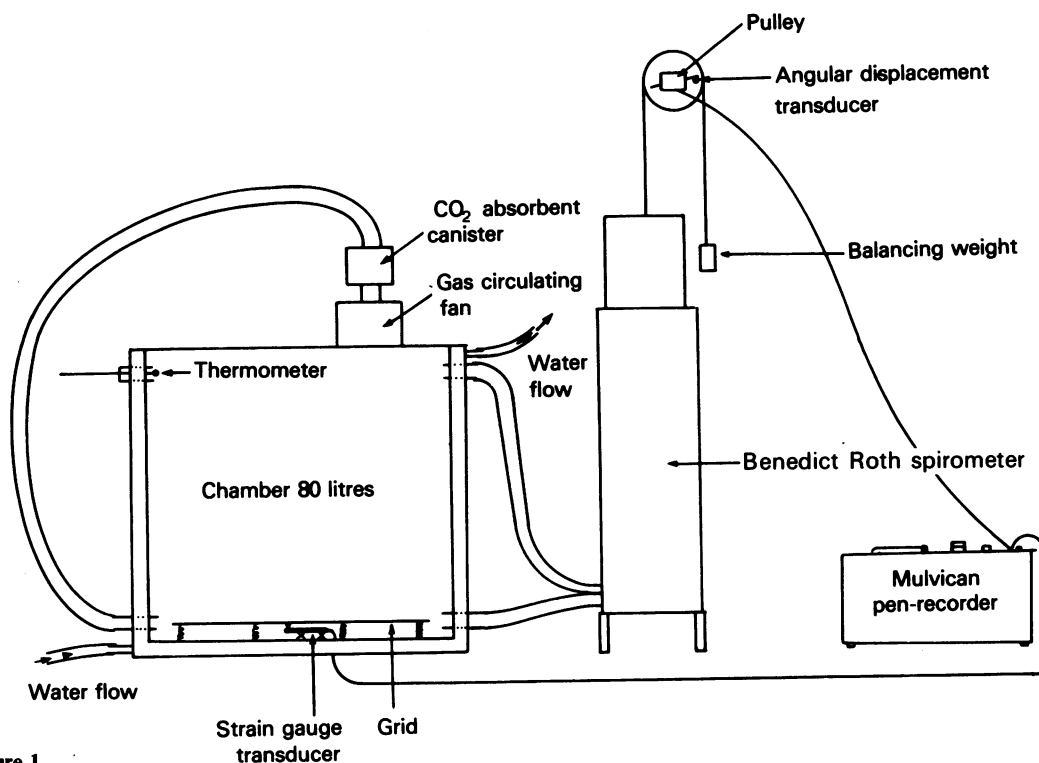 Pulley
Angular displacement
transducer
CO₂ absorbent
canister
Gas circulating
fan
Balancing weight
Water
flow
Thermometer
Chamber 80 litres
Benedict Roth spirometer
Mulvican
pen-recorder
Water flow
Strain gauge
transducer
Grid